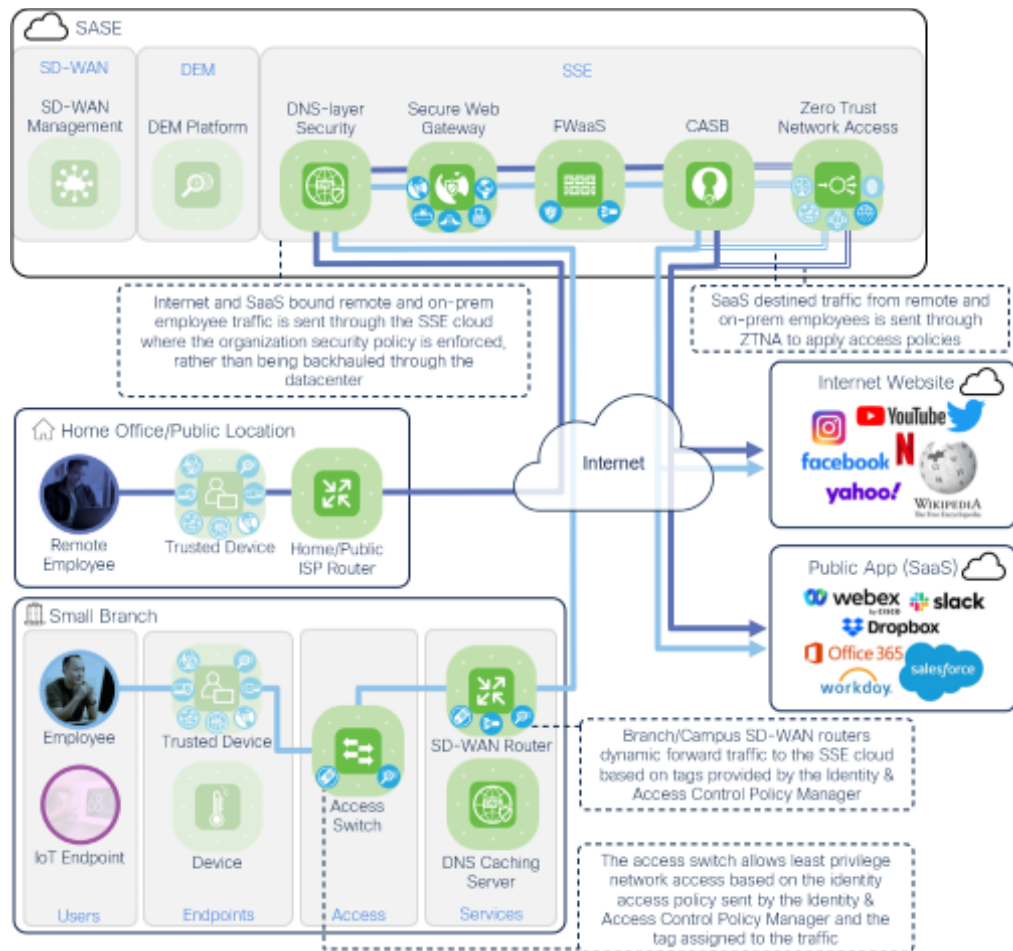 SASE
SD-WAN
DEM
SSE
SD-WAN
Management
DEM Platform
DNS-layer
Security
Secure Web
Gateway
FWaaS
CASB
Zero Trust
Network Access
Internet and SaaS bound remote and on-prem
employee traffic is sent through the SSE cloud
where the organization security policy is enforced,
rather than being backhauled through the
datacenter
SaaS destined traffic from remote and
on-prem employees is sent through
ZTNA to apply access policies
Home Office/Public Location
Remote
Employee
Trusted Device
Home/Public
ISP Router
Internet
Internet Website
YouTube
facebook
N
yahoo!
WIKIPEDIA
The Free Encyclopedia
Public App (SaaS)
webex
by CISCO
slack
Dropbox
Office 365
workday.
salesforce
Small Branch
Employee
Trusted Device
IoT Endpoint
Device
Access
Switch
SD-WAN Router
DNS Caching
Server
Users
Endpoints
Access
Services
Branch/Campus SD-WAN routers
dynamic forward traffic to the SSE cloud
based on tags provided by the Identity &
Access Control Policy Manager
The access switch allows least privilege
network access based on the identity
access policy sent by the Identity &
Access Control Policy Manager and the
tag assigned to the traffic